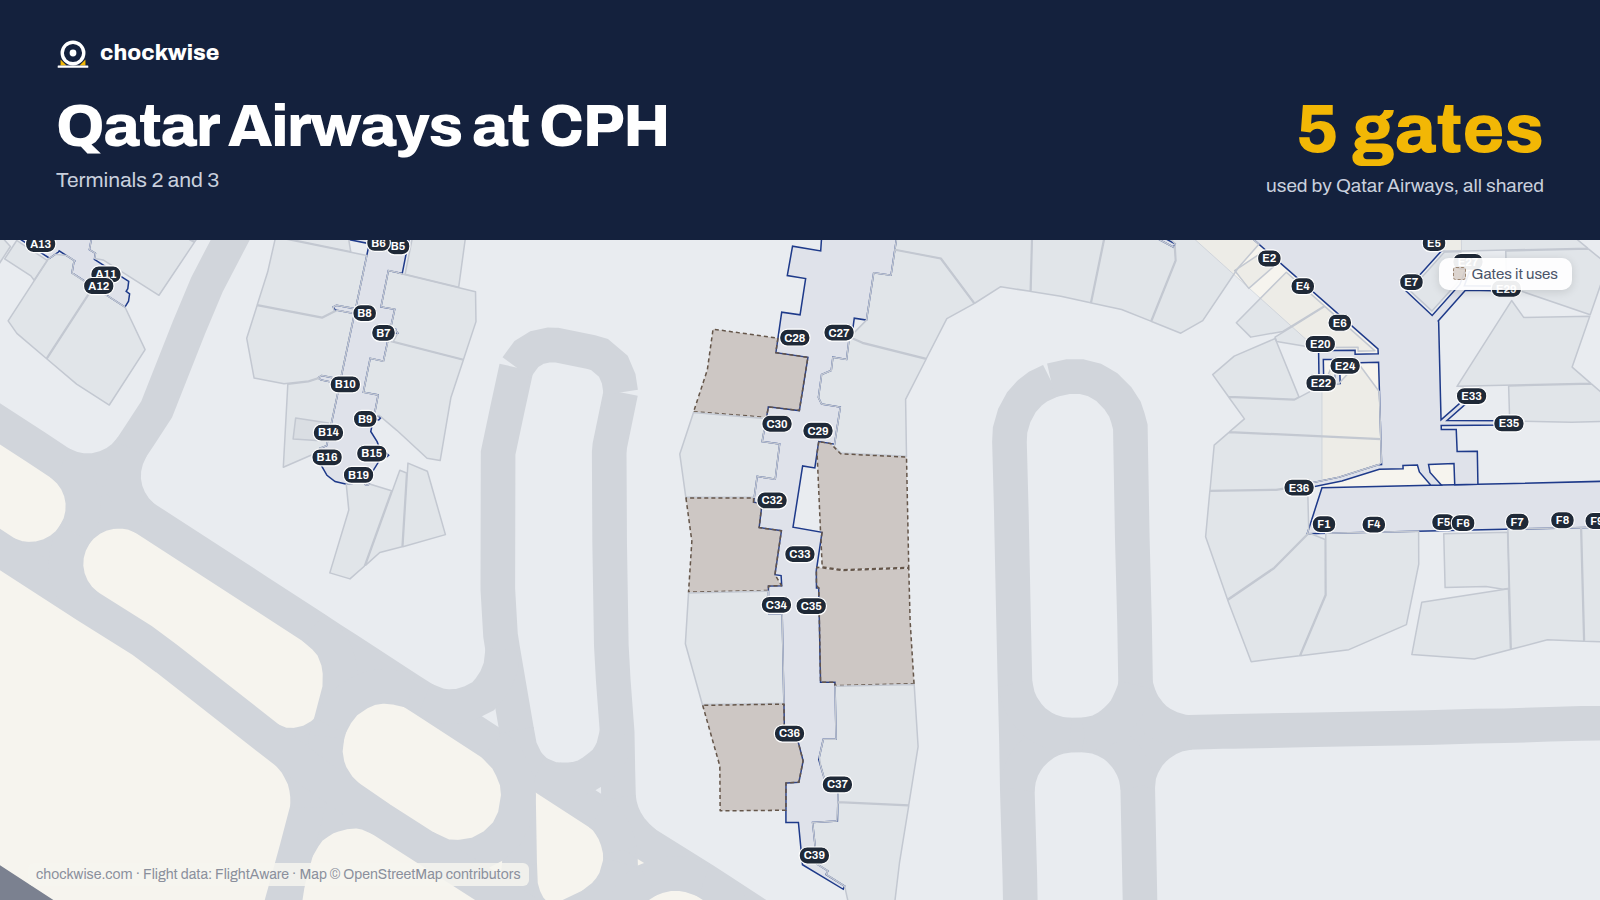 chockwise
Qatar Airways at CPH
Terminals 2 and 3
5 gates
used by Qatar Airways, all shared
A13
B6
B5
E2
E5
A11
A12
E4
E7
Gates it uses
B8
B7
C28
C27
E6
E20
E24
E22
B10
E33
B9
C30
C29
E35
B14
B16
B15
B19
C32
E36
F1
F4
F5
F6
F7
F8
C33
C34
C35
C36
C37
C39
chockwise.com · Flight data: FlightAware · Map © OpenStreetMap contributors